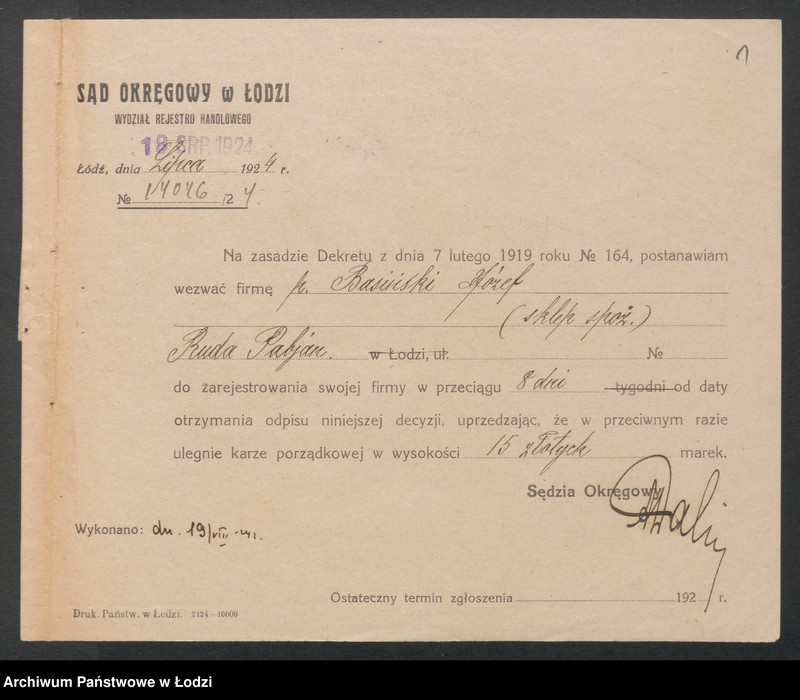 1
SĄD OKRĘGOWY w ŁODZI
WYDZIAŁ REJESTRU HANDLOWEGO
18 SRP. 1924
Łódź, dnia Lipca 1924 r.
№ 14046/24.
Na zasadzie Dekretu z dnia 7 lutego 1919 roku № 164, postanawiam
wezwać firmę p. Basiński Józef
(sklep spoż.)
Ruda Pabjan. w Łodzi, ul. №
do zarejestrowania swojej firmy w przeciągu 8 dni tygodni od daty
otrzymania odpisu niniejszej decyzji, uprzedzając, że w przeciwnym razie
ulegnie karze porządkowej w wysokości 15 złotych marek.
Sędzia Okręgowy
Wykonano: dn. 19/VIII-24r.
Ostateczny termin zgłoszenia 192 r.
Druk. Państw. w Łodzi. 2124-10000
Archiwum Państwowe w Łodzi